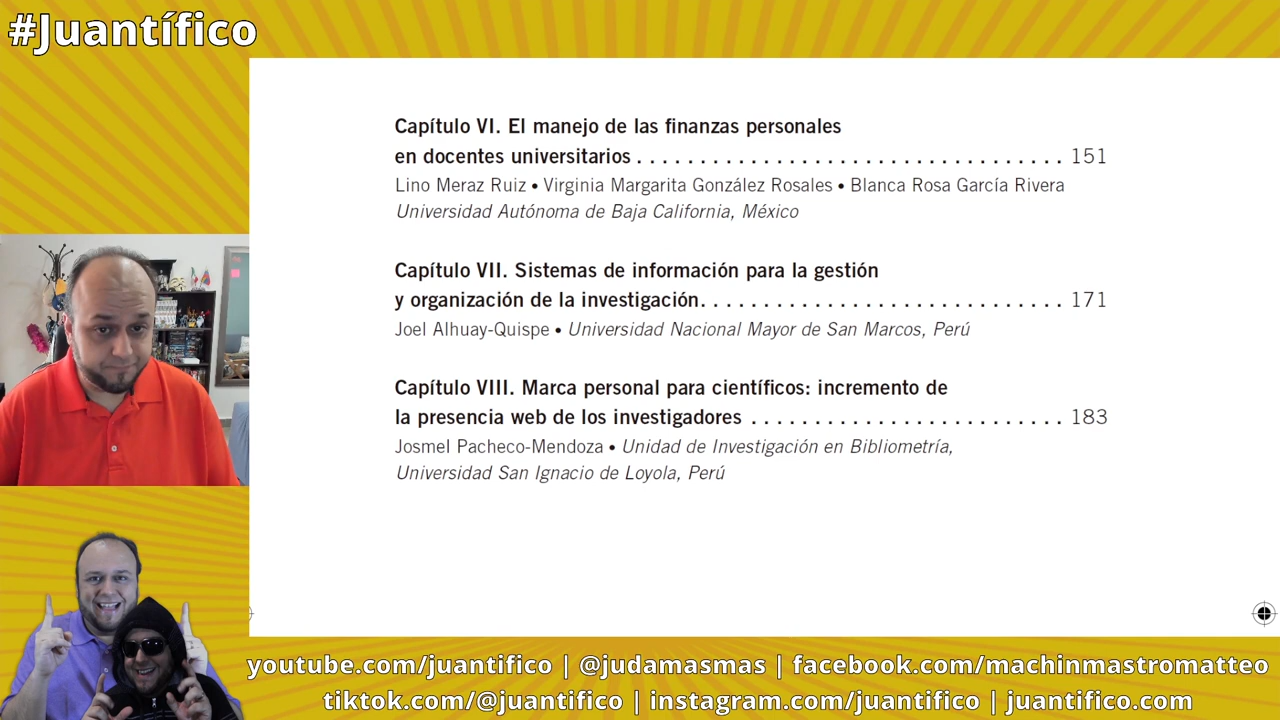 #Juantífico
Capítulo VI. El manejo de las finanzas personales
en docentes universitarios . . . . . . . . . . . . . . . . . . . . . . . . . . . . . . . . . . 151
Lino Meraz Ruiz • Virginia Margarita González Rosales • Blanca Rosa García Rivera
Universidad Autónoma de Baja California, México
Capítulo VII. Sistemas de información para la gestión
y organización de la investigación. . . . . . . . . . . . . . . . . . . . . . . . . . . . . 171
Joel Alhuay-Quispe • Universidad Nacional Mayor de San Marcos, Perú
Capítulo VIII. Marca personal para científicos: incremento de
la presencia web de los investigadores . . . . . . . . . . . . . . . . . . . . . . . . . 183
Josmel Pacheco-Mendoza • Unidad de Investigación en Bibliometría,
Universidad San Ignacio de Loyola, Perú
youtube.com/juantifico | @judamasmas | facebook.com/machinmastromatteo
tiktok.com/@juantifico | instagram.com/juantifico | juantifico.com